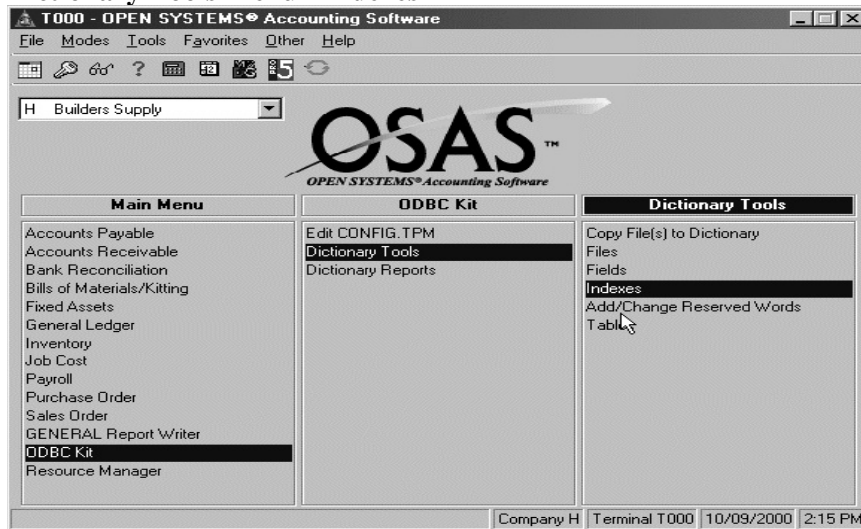 T000 - OPEN SYSTEMS® Accounting Software
File Modes Tools Favorites Other Help
H Builders Supply
OSAS™
OPEN SYSTEMS® Accounting Software
Main Menu
Accounts Payable
Accounts Receivable
Bank Reconciliation
Bills of Materials/Kitting
Fixed Assets
General Ledger
Inventory
Job Cost
Payroll
Purchase Order
Sales Order
GENERAL Report Writer
ODBC Kit
Resource Manager
ODBC Kit
Edit CONFIG.TPM
Dictionary Tools
Dictionary Reports
Dictionary Tools
Copy File(s) to Dictionary
Files
Fields
Indexes
Add/Change Reserved Words
Company H Terminal T000 10/09/2000 2:15 PM